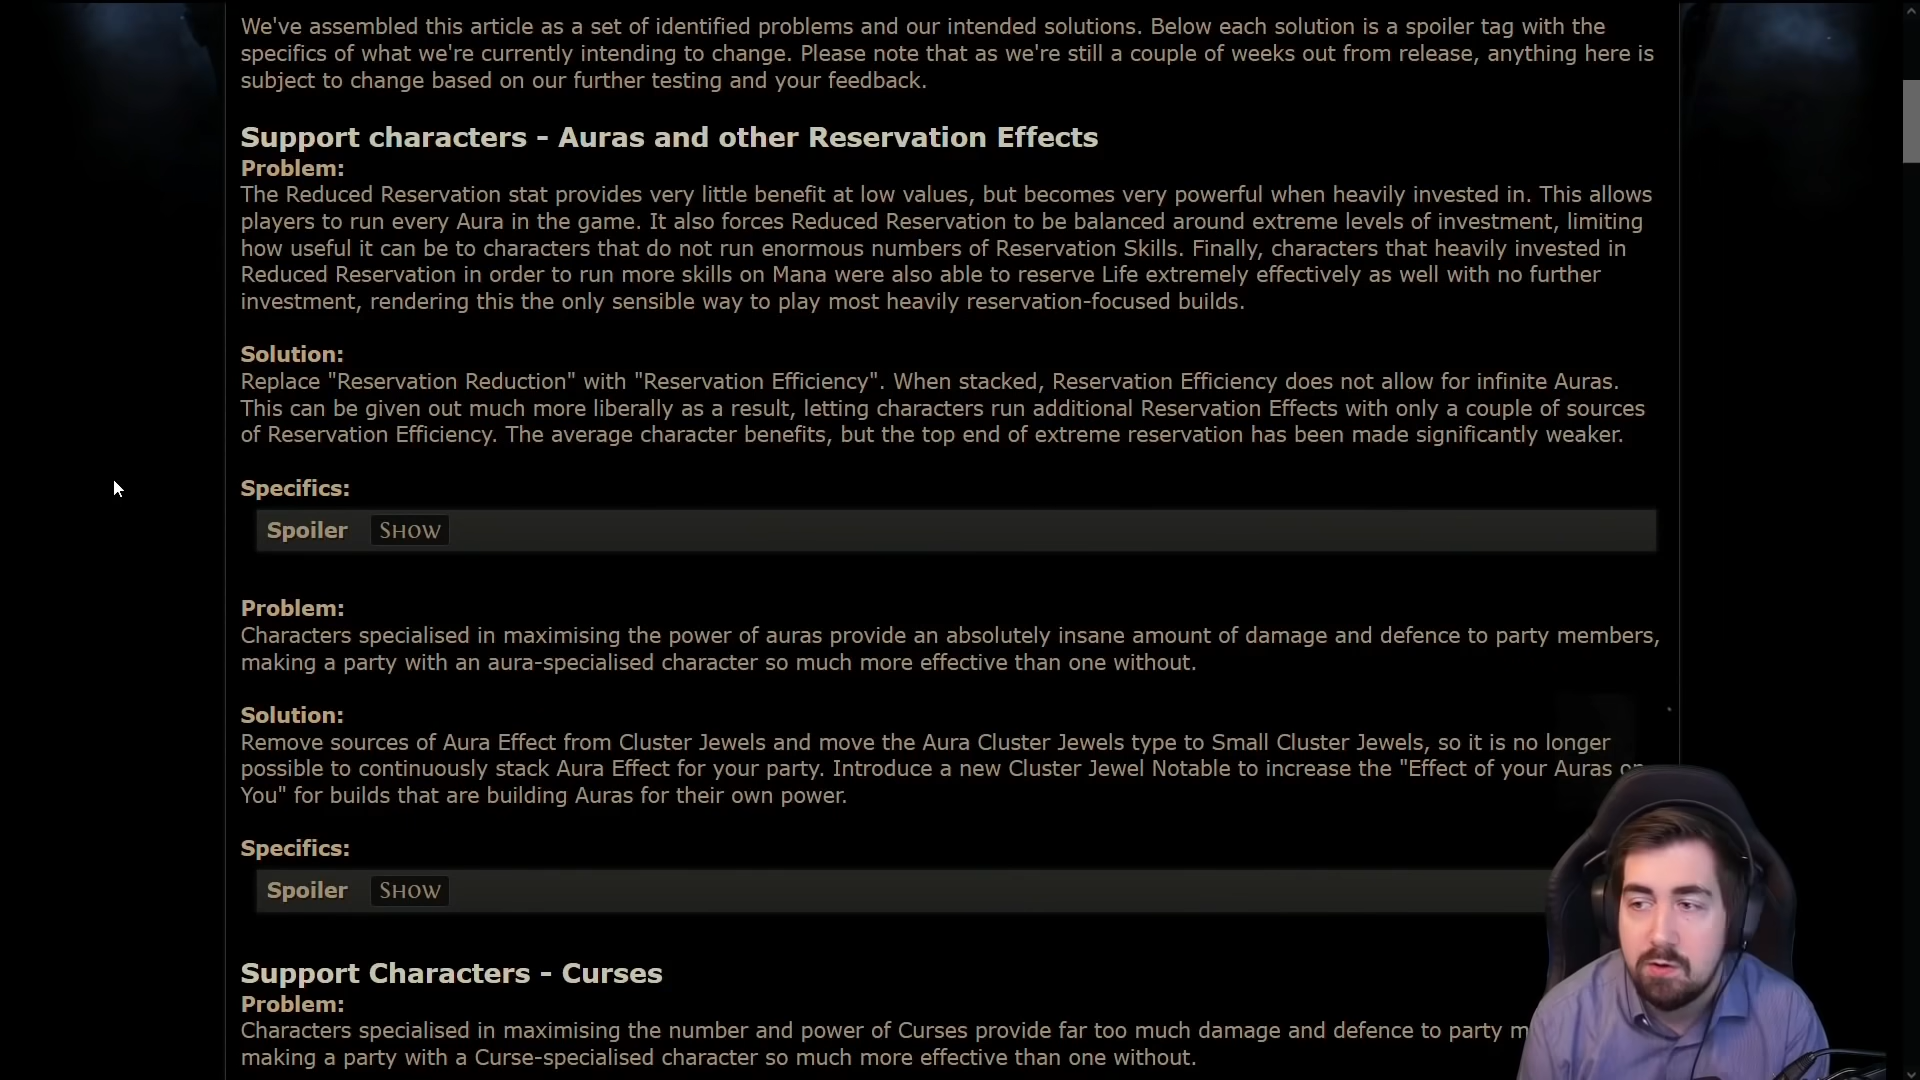 We've assembled this article as a set of identified problems and our intended solutions. Below each solution is a spoiler tag with the
specifics of what we're currently intending to change. Please note that as we're still a couple of weeks out from release, anything here is
subject to change based on our further testing and your feedback.
Support characters - Auras and other Reservation Effects
Problem:
The Reduced Reservation stat provides very little benefit at low values, but becomes very powerful when heavily invested in. This allows
players to run every Aura in the game. It also forces Reduced Reservation to be balanced around extreme levels of investment, limiting
how useful it can be to characters that do not run enormous numbers of Reservation Skills. Finally, characters that heavily invested in
Reduced Reservation in order to run more skills on Mana were also able to reserve Life extremely effectively as well with no further
investment, rendering this the only sensible way to play most heavily reservation-focused builds.
Solution:
Replace "Reservation Reduction" with "Reservation Efficiency". When stacked, Reservation Efficiency does not allow for infinite Auras.
This can be given out much more liberally as a result, letting characters run additional Reservation Effects with only a couple of sources
of Reservation Efficiency. The average character benefits, but the top end of extreme reservation has been made significantly weaker.
Specifics:
Spoiler SHOW
Problem:
Characters specialised in maximising the power of auras provide an absolutely insane amount of damage and defence to party members,
making a party with an aura-specialised character so much more effective than one without.
Solution:
Remove sources of Aura Effect from Cluster Jewels and move the Aura Cluster Jewels type to Small Cluster Jewels, so it is no longer
possible to continuously stack Aura Effect for your party. Introduce a new Cluster Jewel Notable to increase the "Effect of your Auras on
You" for builds that are building Auras for their own power.
Specifics:
Spoiler SHOW
Support Characters - Curses
Problem:
Characters specialised in maximising the number and power of Curses provide far too much damage and defence to party
making a party with a Curse-specialised character so much more effective than one without.